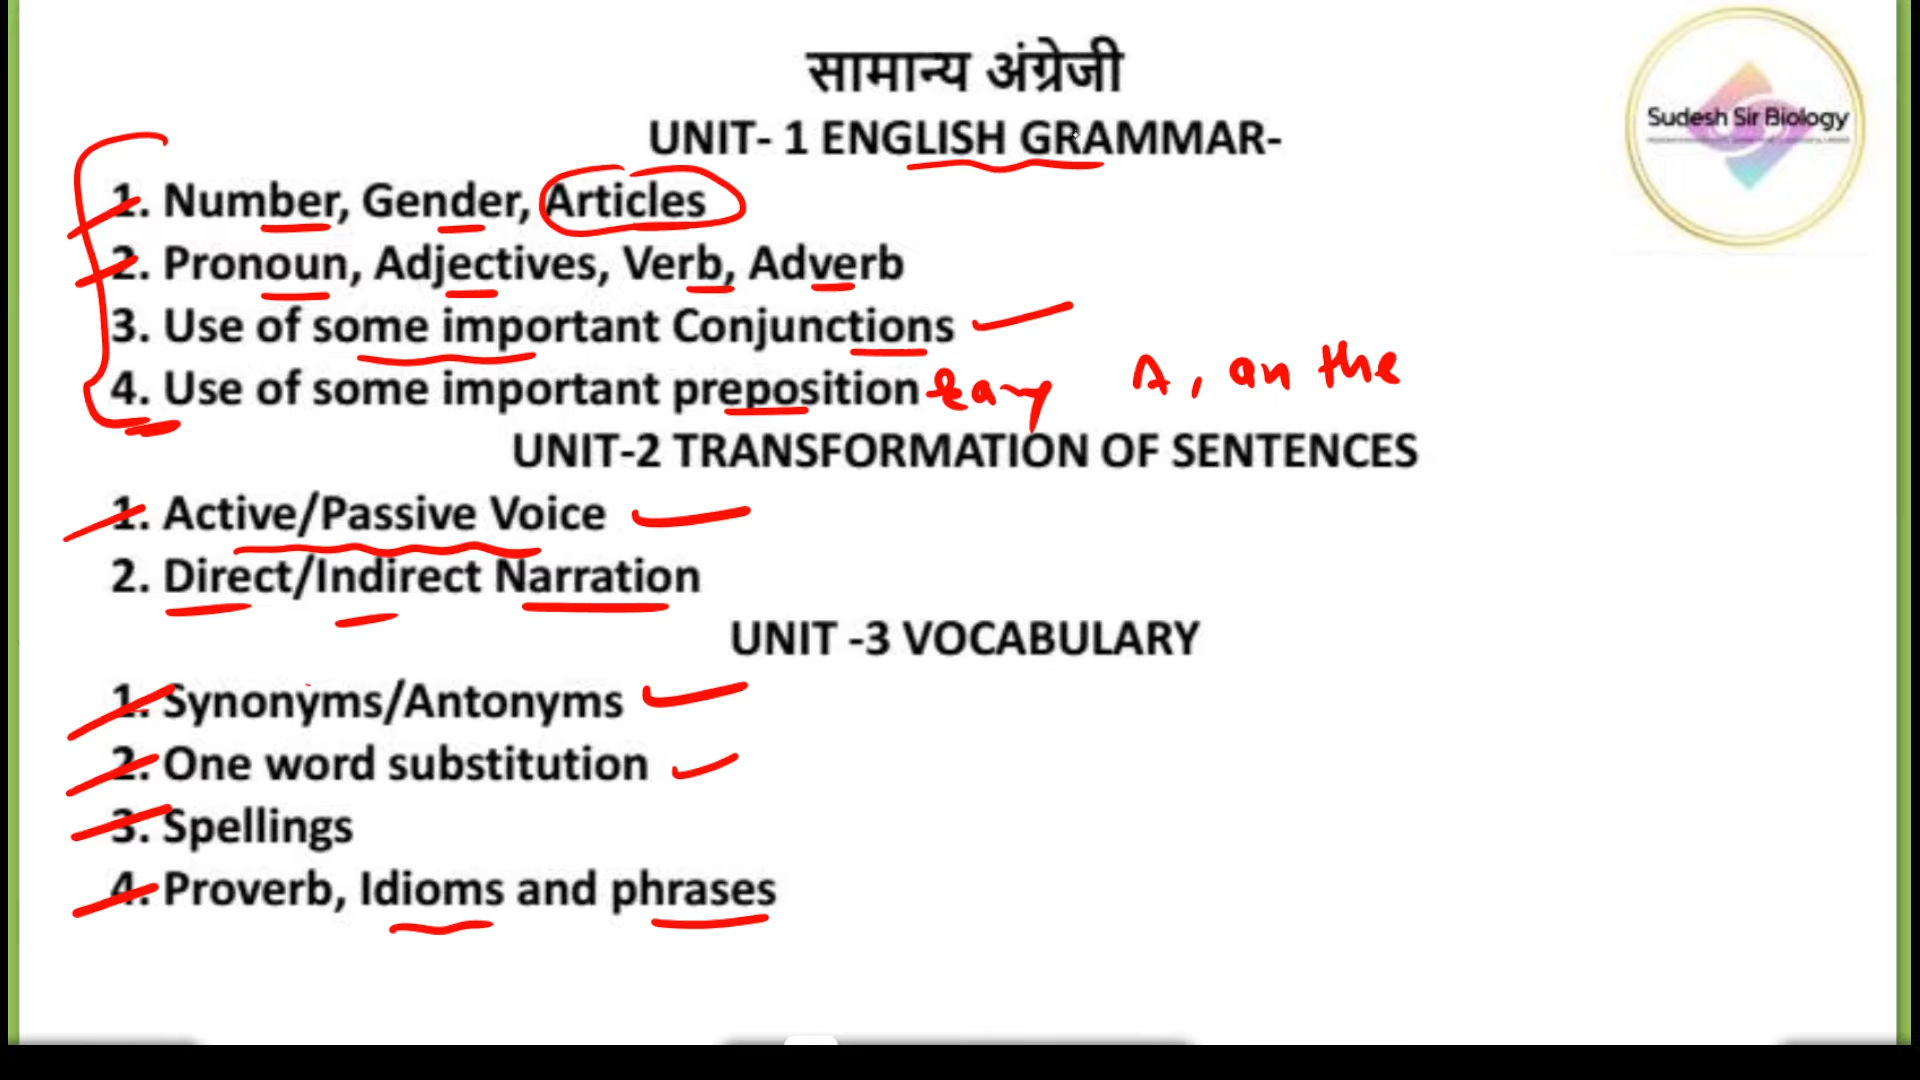 सामान्य अंग्रेजी
Sudesh Sir Biology
UNIT- 1 ENGLISH GRAMMAR-
1. Number, Gender, Articles
2. Pronoun, Adjectives, Verb, Adverb
3. Use of some important Conjunctions
4. Use of some important preposition
A, an the
UNIT-2 TRANSFORMATION OF SENTENCES
1. Active/Passive Voice
2. Direct/Indirect Narration
UNIT -3 VOCABULARY
1. Synonyms/Antonyms
2. One word substitution
3. Spellings
4. Proverb, Idioms and phrases